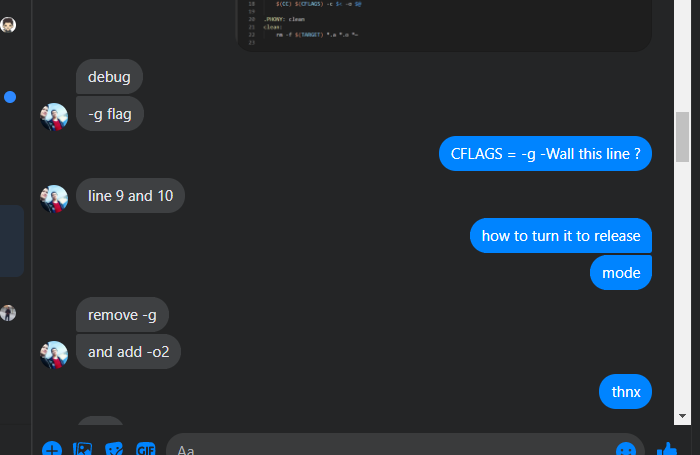 18 $(CC) $(CFLAGS) -c $< -o $@
19
20 .PHONY: clean
21 clean:
22 rm -f $(TARGET) *.a *.o *~
23
debug
-g flag
CFLAGS = -g -Wall this line ?
line 9 and 10
how to turn it to release
mode
remove -g
and add -o2
thnx
GIF
Aa